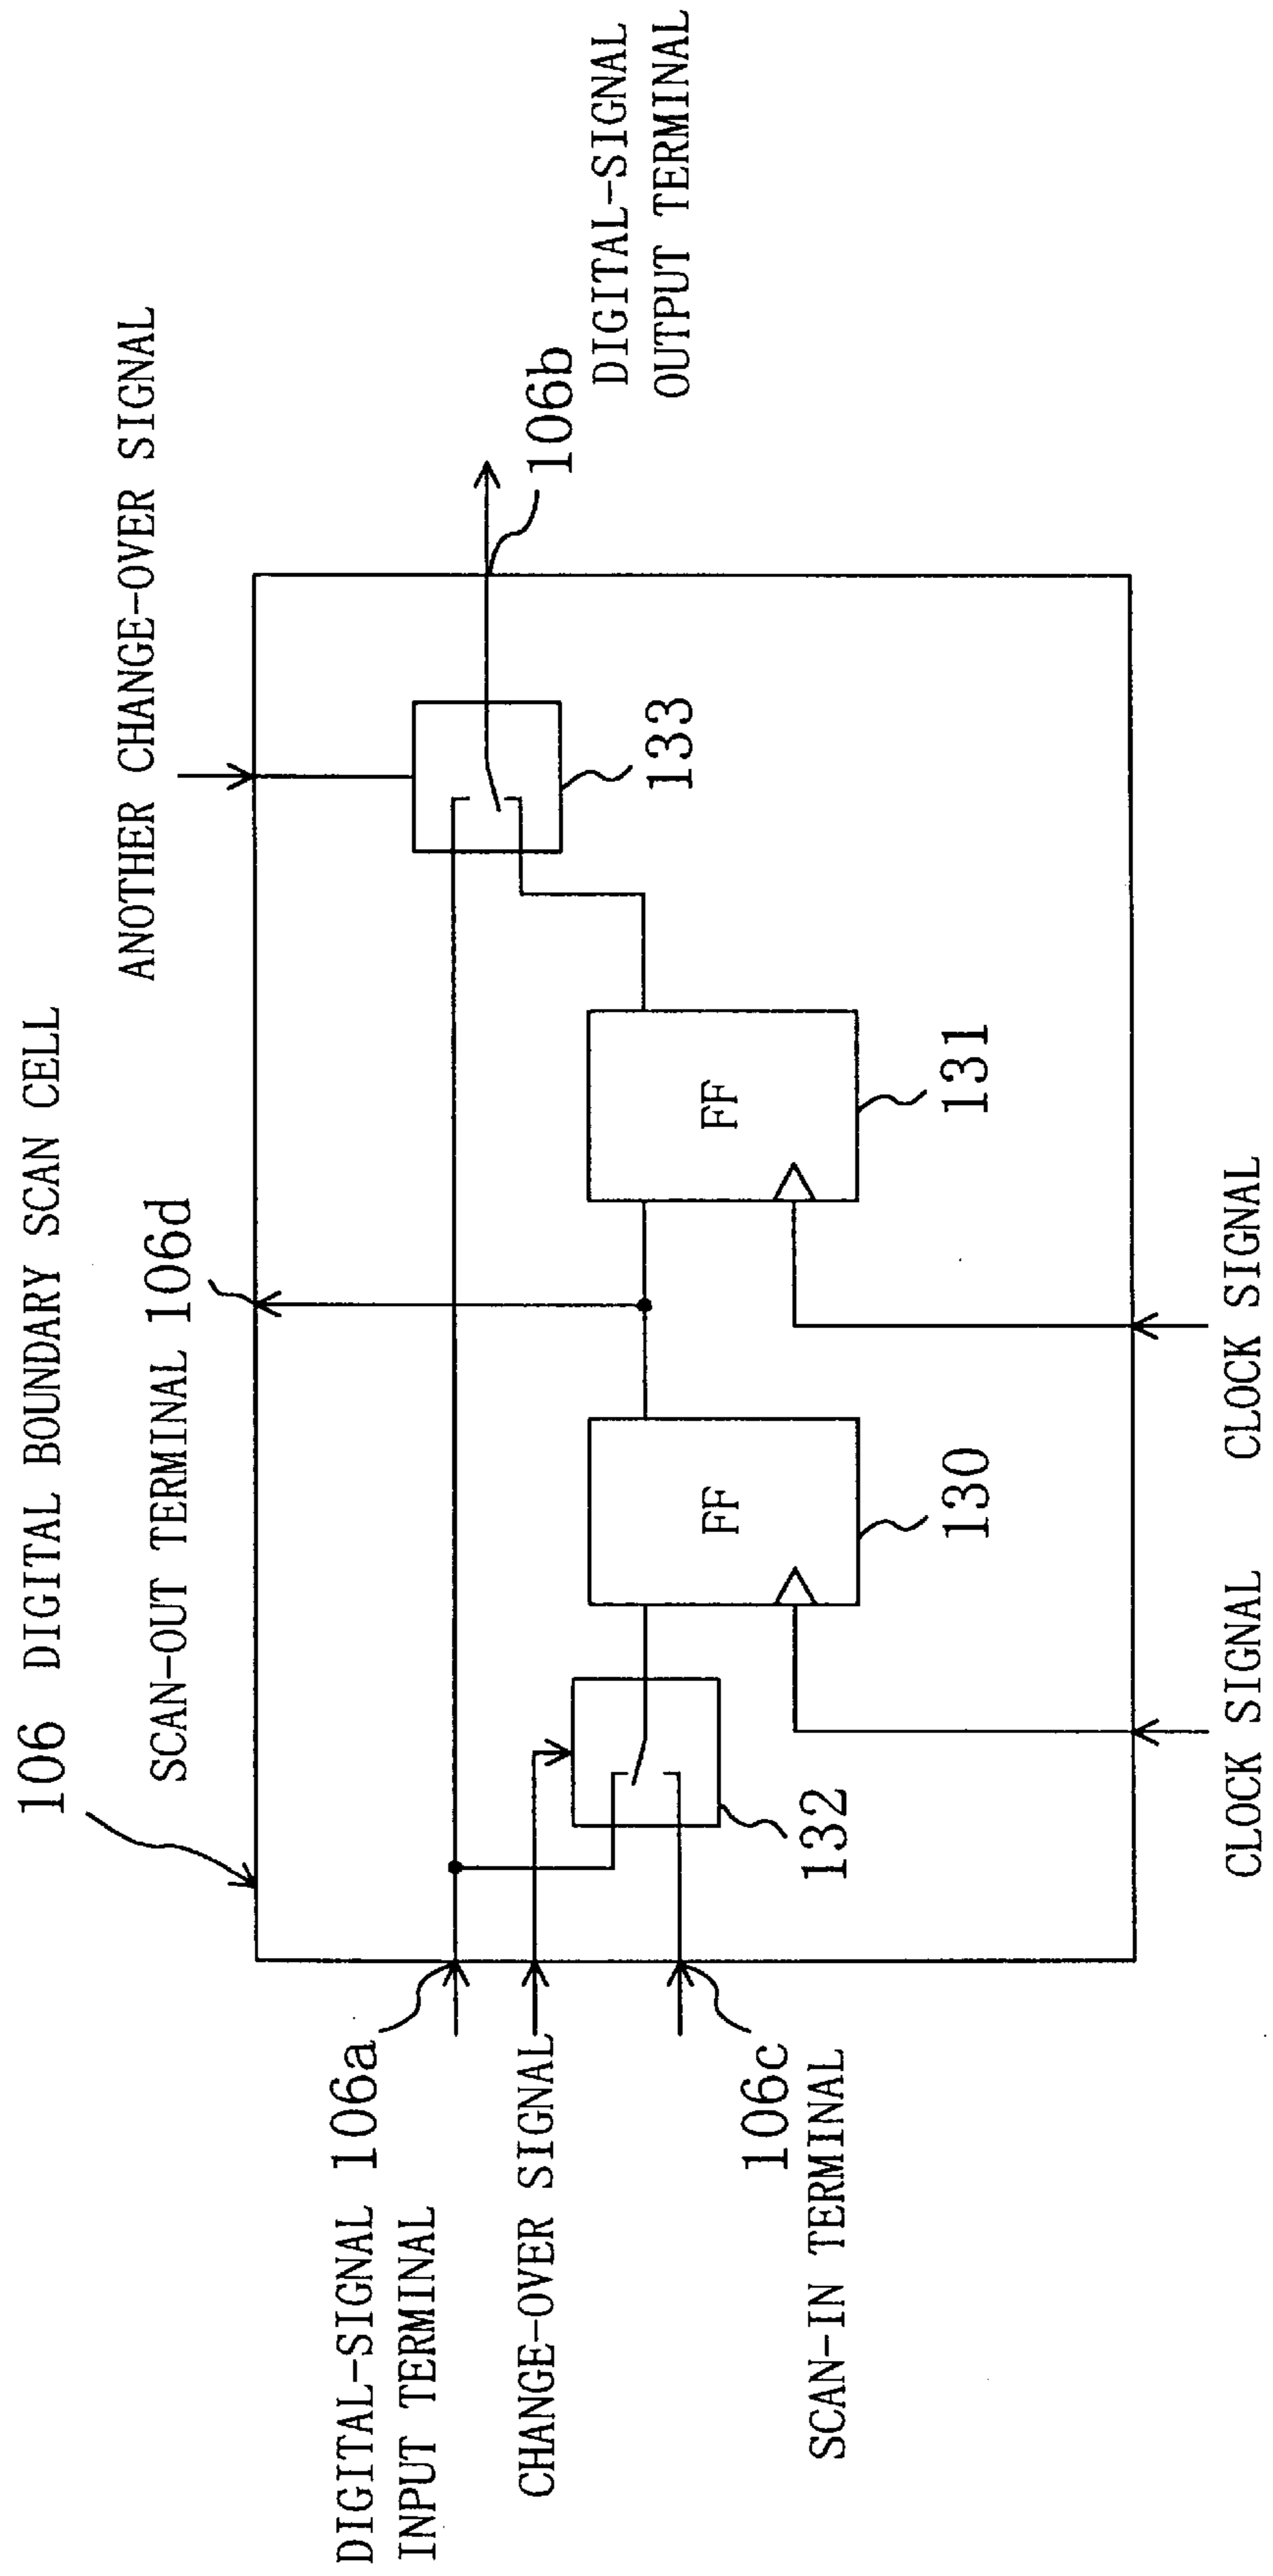 106 DIGITAL BOUNDARY SCAN CELL
SCAN-OUT TERMINAL 106d
ANOTHER CHANGE-OVER SIGNAL
DIGITAL-SIGNAL 106a
INPUT TERMINAL
CHANGE-OVER SIGNAL
106c
SCAN-IN TERMINAL
132
FF
130
FF
131
133
106b
DIGITAL-SIGNAL
OUTPUT TERMINAL
CLOCK SIGNAL
CLOCK SIGNAL